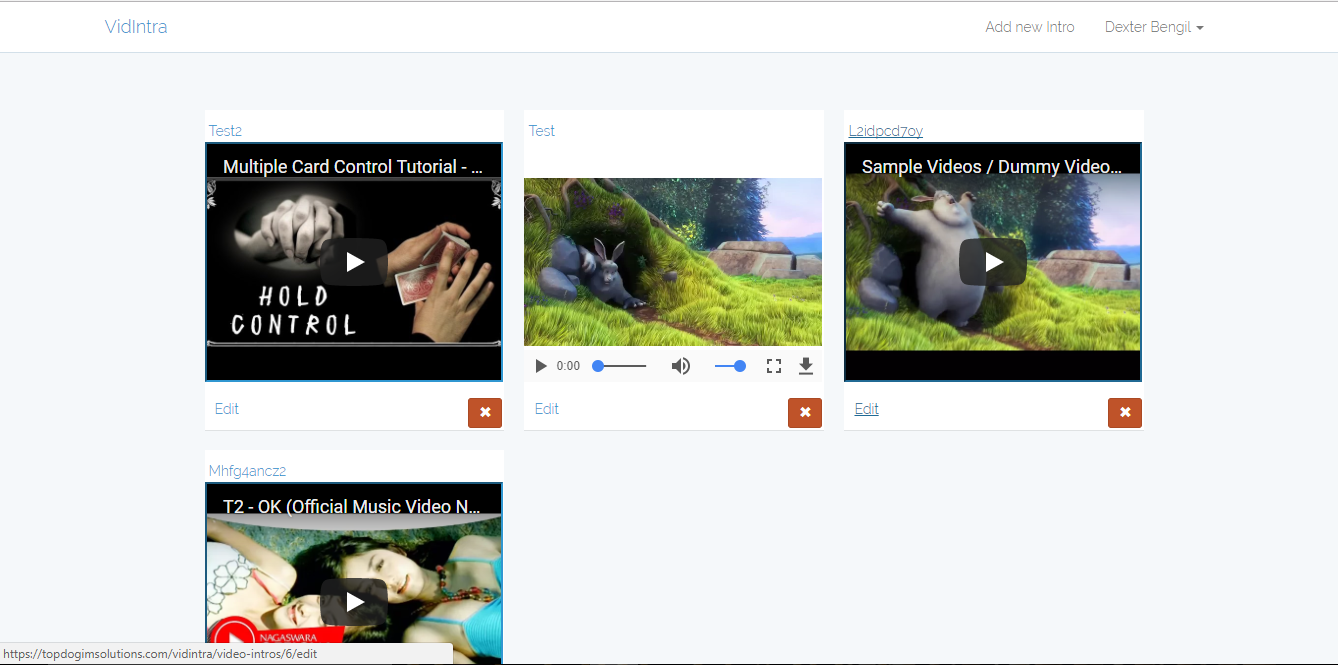 VidIntra
Add new Intro
Dexter Bengil
Test2
Multiple Card Control Tutorial - ...
HOLD
CONTROL
Edit
Test
0:00
Edit
L2idpcd7oy
Sample Videos / Dummy Video...
Edit
Mhfg4ancz2
T2 - OK (Official Music Video N...
NAGASWARA
https://topdogimsolutions.com/vidintra/video-intros/6/edit